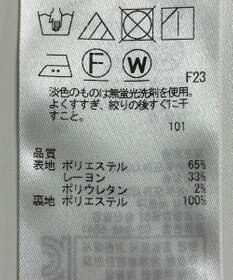 F W
F23
淡色のものは無蛍光洗剤を使用。
よくすすぎ、絞りの後すぐに干
すこと。
101
品質
表地 ポリエステル 65%
レーヨン 33%
ポリウレタン 2%
裏地 ポリエステル 100%